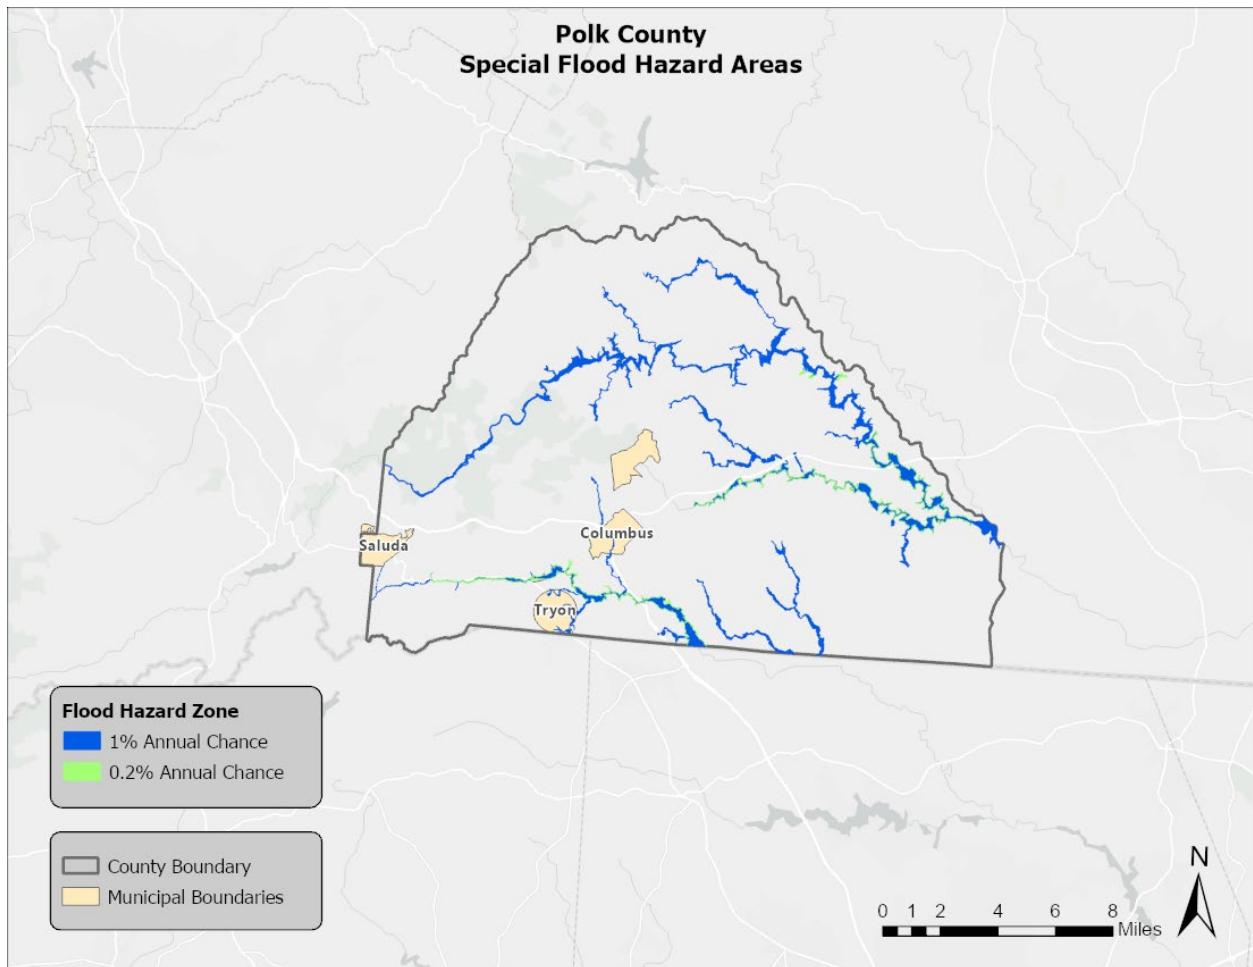 Polk County
Special Flood Hazard Areas
Saluda
Columbus
Tryon
Flood Hazard Zone
1% Annual Chance
0.2% Annual Chance
County Boundary
Municipal Boundaries
N
0 1 2 4 6 8
Miles